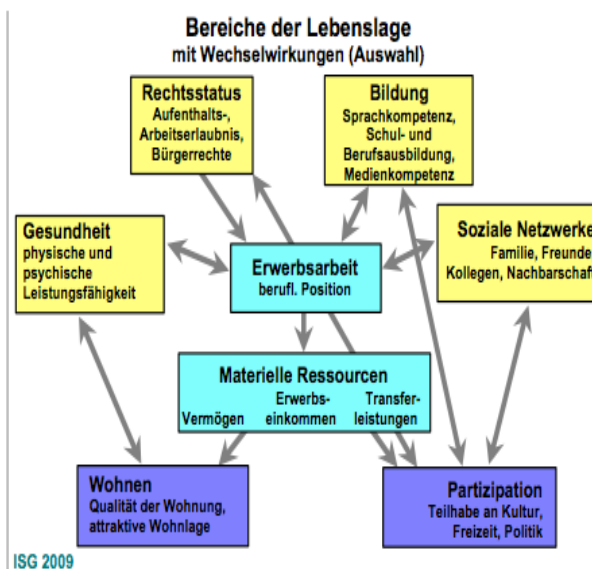 Bereiche der Lebenslage
mit Wechselwirkungen (Auswahl)
Rechtsstatus
Aufenthalts-,
Arbeitserlaubnis,
Bürgerrechte
Bildung
Sprachkompetenz,
Schul- und
Berufsausbildung,
Medienkompetenz
Gesundheit
physische und
psychische
Leistungsfähigkeit
Erwerbsarbeit
berufl. Position
Soziale Netzwerke
Familie, Freunde
Kollegen, Nachbarschaf
Materielle Ressourcen
Erwerbs- Transfer-
Vermögen einkommen leistungen
Wohnen
Qualität der Wohnung,
attraktive Wohnlage
Partizipation
Teilhabe an Kultur,
Freizeit, Politik
ISG 2009